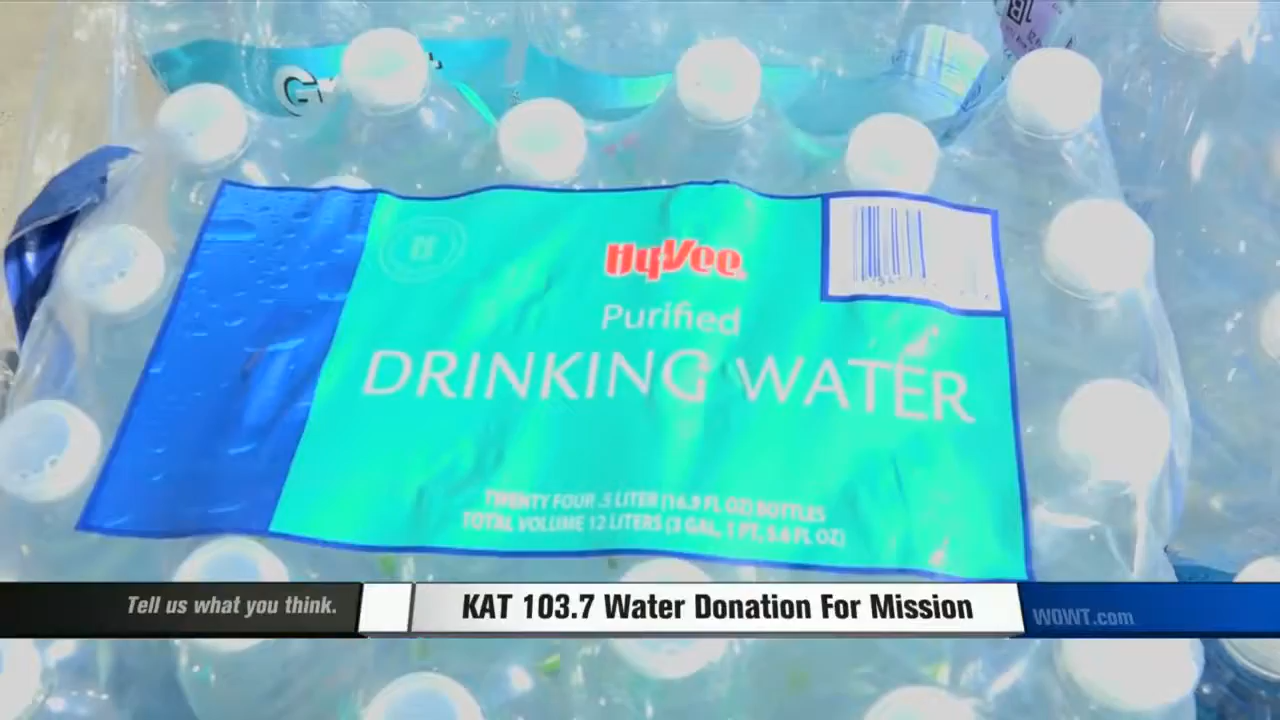 HyVee
Purified
DRINKING WATER
TWENTY FOUR .5 LITER (16.9 FL OZ) BOTTLES
TOTAL VOLUME 12 LITERS (3 GAL, 1 PT, 5.8 FL OZ)
Tell us what you think.
KAT 103.7 Water Donation For Mission
WOWT.com